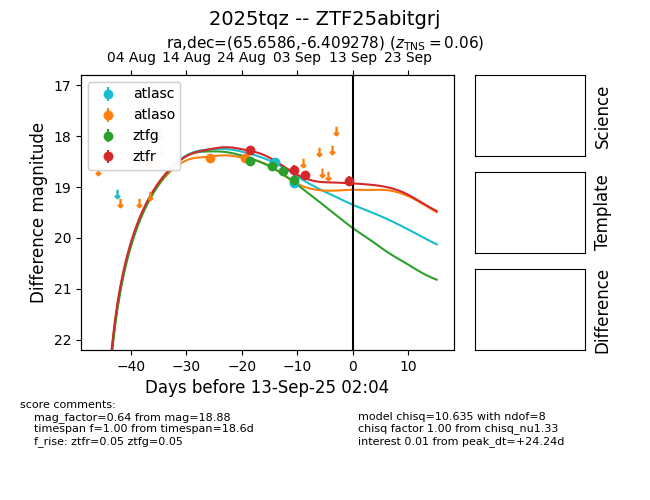 2025tqz -- ZTF25abitgrj
ra,dec=(65.6586,-6.409278) (z_TNS = 0.06)
04 Aug 14 Aug 24 Aug 03 Sep 13 Sep 23 Sep
17
18
19
20
21
22
Difference magnitude
atlasc
atlaso
ztfg
ztfr
−40 −30 −20 −10 0 10
Days before 13-Sep-25 02:04
Science
Template
Difference
score comments:
mag_factor=0.64 from mag=18.88
timespan f=1.00 from timespan=18.6d
f_rise: ztfr=0.05 ztfg=0.05
model chisq=10.635 with ndof=8
chisq factor 1.00 from chisq_nu1.33
interest 0.01 from peak_dt=+24.24d